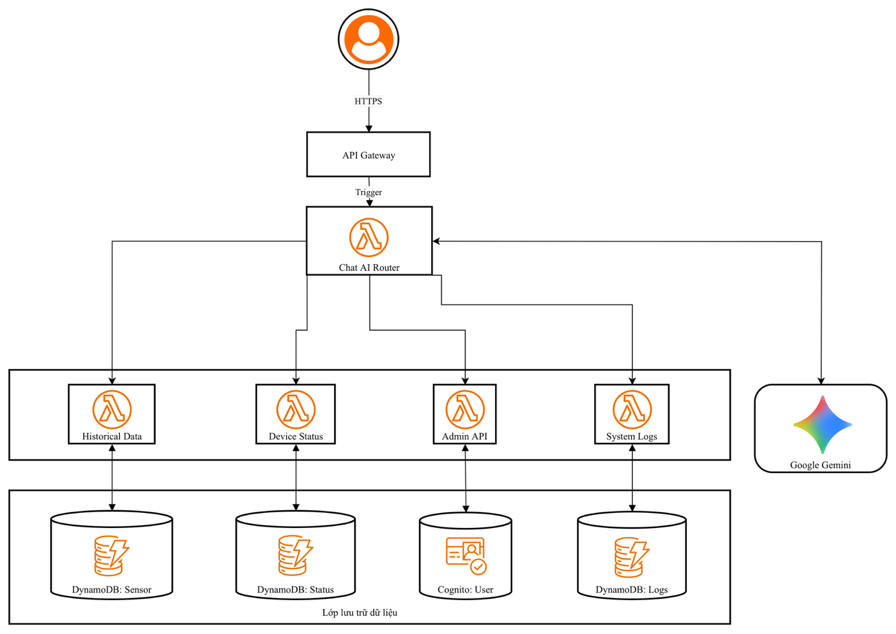 HTTPS
API Gateway
Trigger
Chat AI Router
Historical Data
Device Status
Admin API
System Logs
Google Gemini
DynamoDB: Sensor
DynamoDB: Status
Cognito: User
DynamoDB: Logs
Lớp lưu trữ dữ liệu